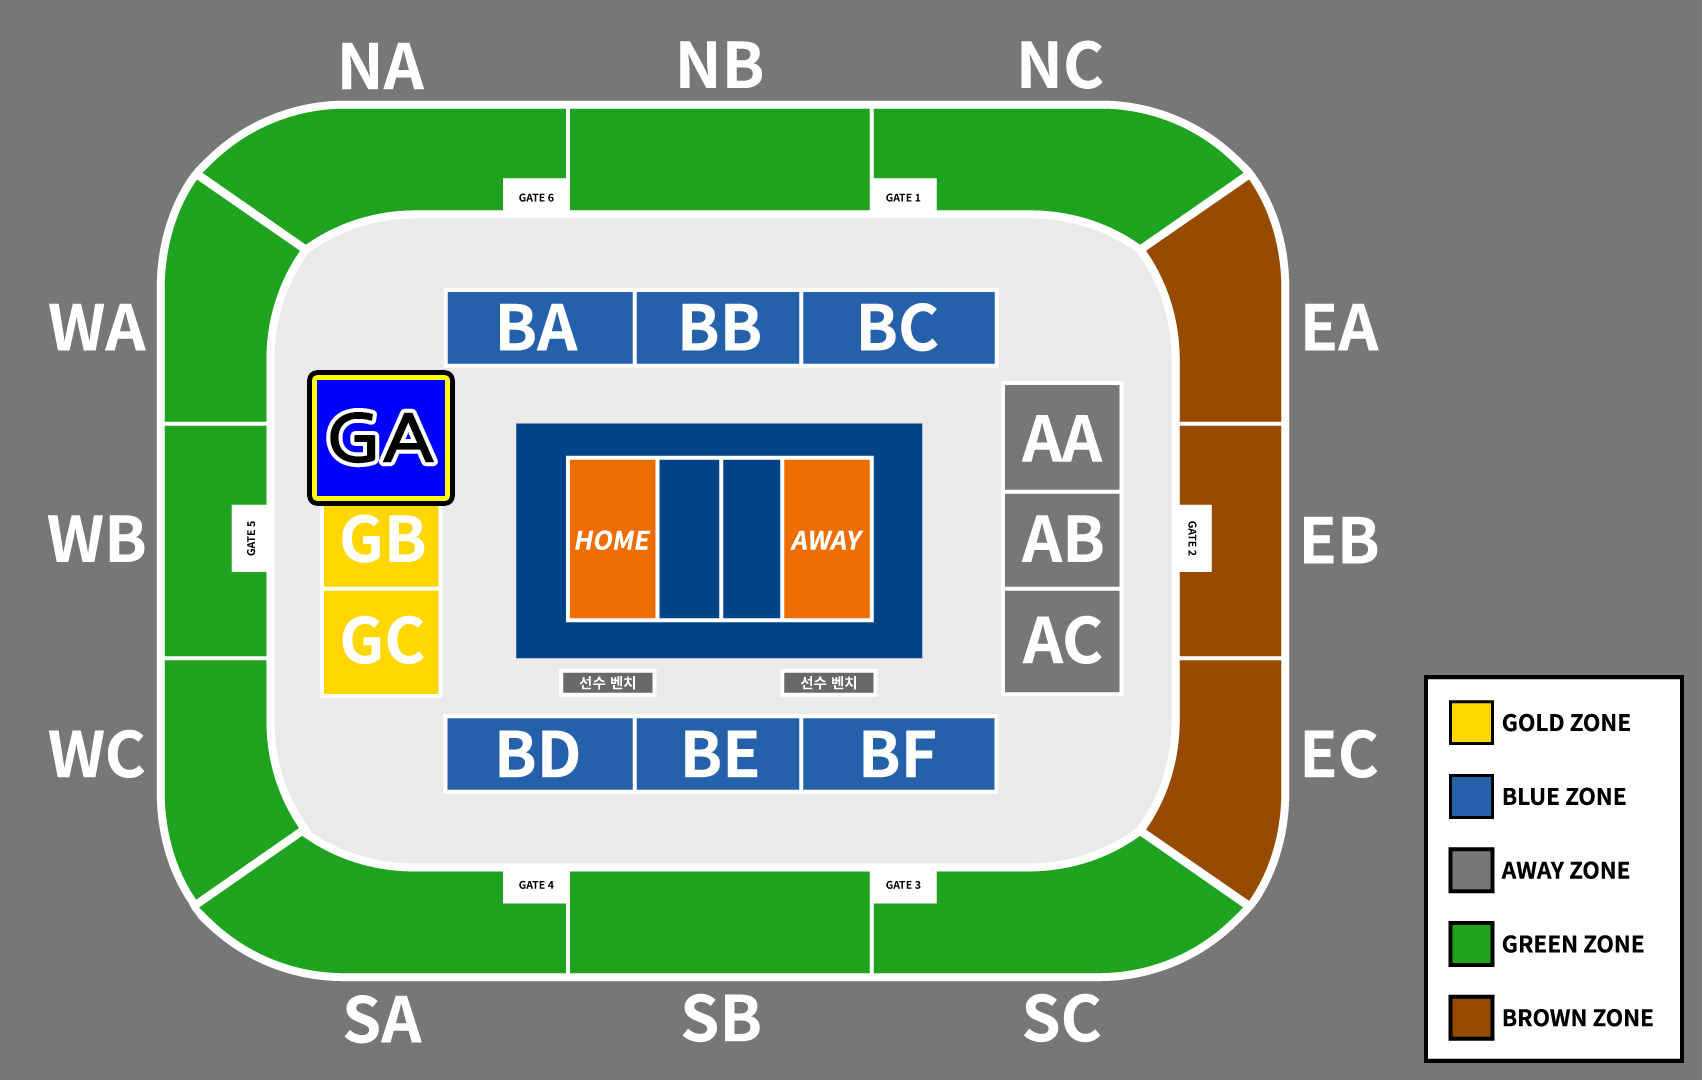 NA
NB
NC
GATE 6
GATE 1
WA
BA
BB
BC
EA
GA
AA
WB
GATE 5
GB
HOME
AWAY
AB
GATE 2
EB
GC
AC
선수 벤치
선수 벤치
WC
BD
BE
BF
EC
GATE 4
GATE 3
SA
SB
SC
GOLD ZONE
BLUE ZONE
AWAY ZONE
GREEN ZONE
BROWN ZONE